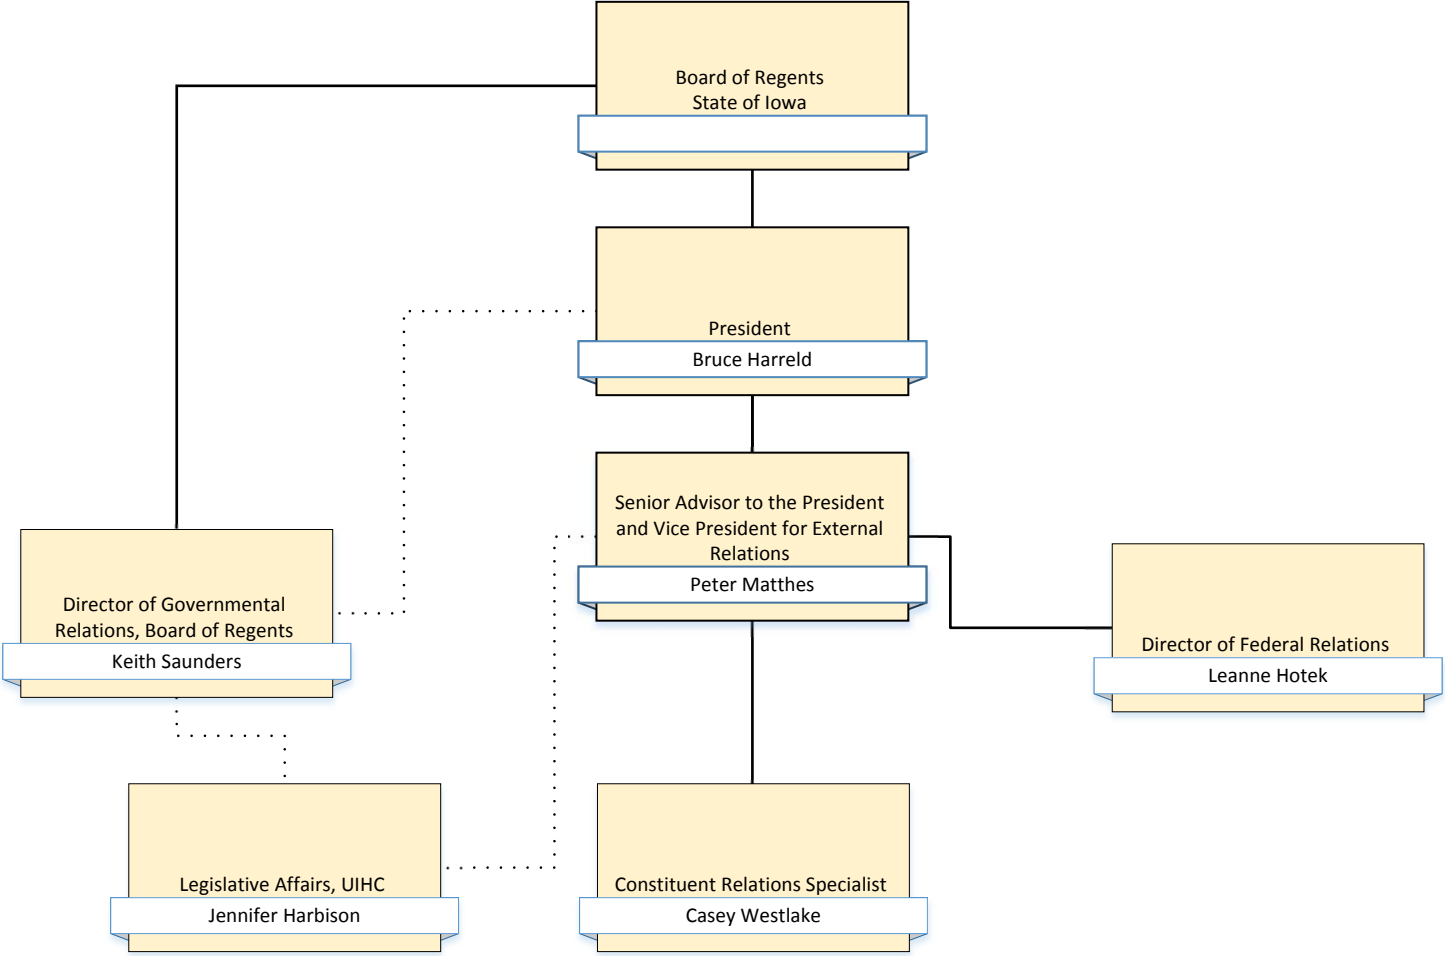 Board of Regents
State of Iowa
President
Bruce Harreld
Senior Advisor to the President
and Vice President for External
Relations
Peter Matthes
Director of Governmental
Relations, Board of Regents
Keith Saunders
Director of Federal Relations
Leanne Hotek
Legislative Affairs, UIHC
Jennifer Harbison
Constituent Relations Specialist
Casey Westlake